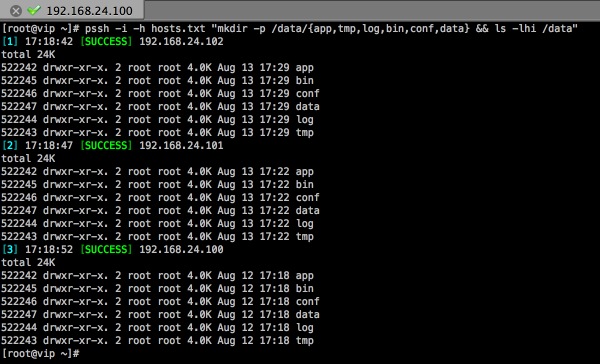 192.168.24.100
[root@vip ~]# pssh -i -h hosts.txt "mkdir -p /data/{app,tmp,log,bin,conf,data} && ls -lhi /data"
[1] 17:18:42 [SUCCESS] 192.168.24.102
total 24K
522242 drwxr-xr-x. 2 root root 4.0K Aug 13 17:29 app
522245 drwxr-xr-x. 2 root root 4.0K Aug 13 17:29 bin
522246 drwxr-xr-x. 2 root root 4.0K Aug 13 17:29 conf
522247 drwxr-xr-x. 2 root root 4.0K Aug 13 17:29 data
522244 drwxr-xr-x. 2 root root 4.0K Aug 13 17:29 log
522243 drwxr-xr-x. 2 root root 4.0K Aug 13 17:29 tmp
[2] 17:18:47 [SUCCESS] 192.168.24.101
total 24K
522242 drwxr-xr-x. 2 root root 4.0K Aug 13 17:22 app
522245 drwxr-xr-x. 2 root root 4.0K Aug 13 17:22 bin
522246 drwxr-xr-x. 2 root root 4.0K Aug 13 17:22 conf
522247 drwxr-xr-x. 2 root root 4.0K Aug 13 17:22 data
522244 drwxr-xr-x. 2 root root 4.0K Aug 13 17:22 log
522243 drwxr-xr-x. 2 root root 4.0K Aug 13 17:22 tmp
[3] 17:18:52 [SUCCESS] 192.168.24.100
total 24K
522242 drwxr-xr-x. 2 root root 4.0K Aug 12 17:18 app
522245 drwxr-xr-x. 2 root root 4.0K Aug 12 17:18 bin
522246 drwxr-xr-x. 2 root root 4.0K Aug 12 17:18 conf
522247 drwxr-xr-x. 2 root root 4.0K Aug 12 17:18 data
522244 drwxr-xr-x. 2 root root 4.0K Aug 12 17:18 log
522243 drwxr-xr-x. 2 root root 4.0K Aug 12 17:18 tmp
[root@vip ~]#